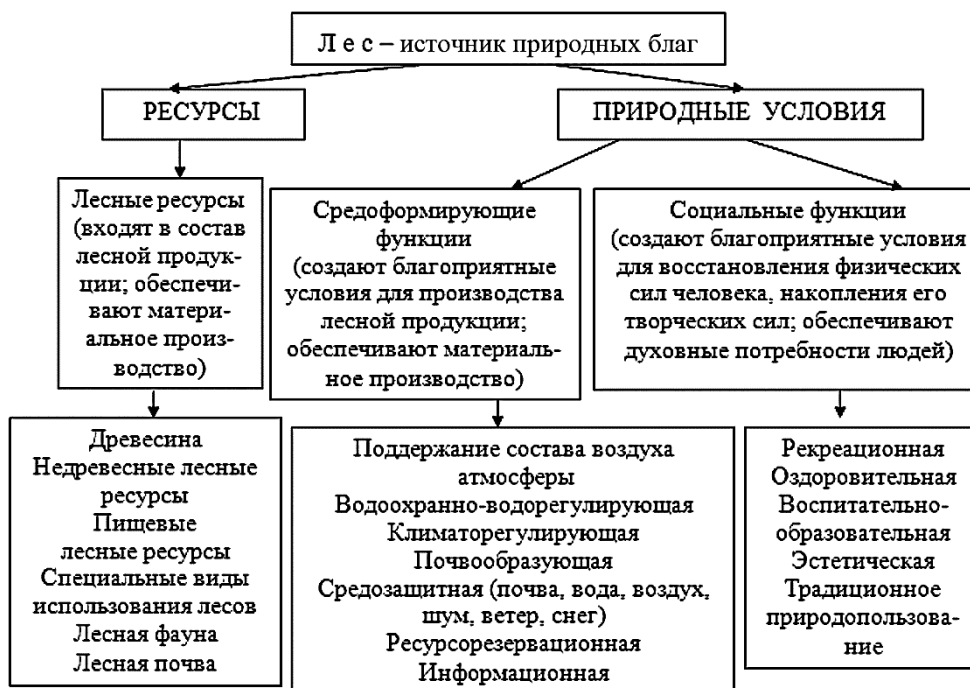 Л е с – источник природных благ
РЕСУРСЫ
ПРИРОДНЫЕ УСЛОВИЯ
Лесные ресурсы
(входят в состав
лесной продук-
ции; обеспечи-
вают матери-
альное произ-
водство)
Средоформирующие
функции
(создают благоприятные
условия для производства
лесной продукции;
обеспечивают материаль-
ное производство)
Социальные функции
(создают благоприятные условия
для восстановления физических
сил человека, накопления его
творческих сил; обеспечивают
духовные потребности людей)
Древесина
Недревесные лесные
ресурсы
Пищевые
лесные ресурсы
Специальные виды
использования лесов
Лесная фауна
Лесная почва
Поддержание состава воздуха
атмосферы
Водоохранно-водорегулирующая
Климаторегулирующая
Почвообразующая
Средозащитная (почва, вода, воздух,
шум, ветер, снег)
Ресурсорезервационная
Информационная
Рекреационная
Оздоровительная
Воспитательно-
образовательная
Эстетическая
Традиционное
природопользова-
ние